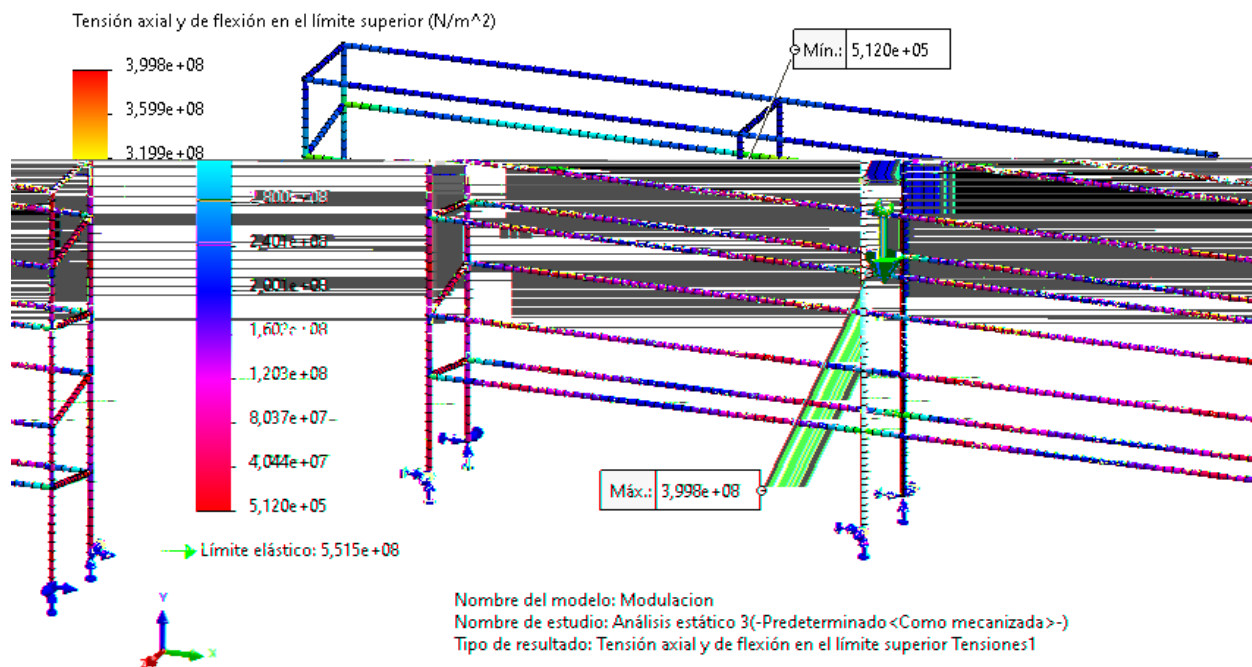 Tensión axial y de flexión en el límite superior (N/m^2)
Mín.: 5,120e+05
3,998e+08
3,599e+08
3,199e+08
2,401e+08
2,001e+08
1,602e+08
1,203e+08
8,037e+07
4,044e+07
5,120e+05
Máx.: 3,998e+08
Límite elástico: 5,515e+08
Y
X
Z
Nombre del modelo: Modulacion
Nombre de estudio: Análisis estático 3(-Predeterminado<Como mecanizada>-)
Tipo de resultado: Tensión axial y de flexión en el límite superior Tensiones1